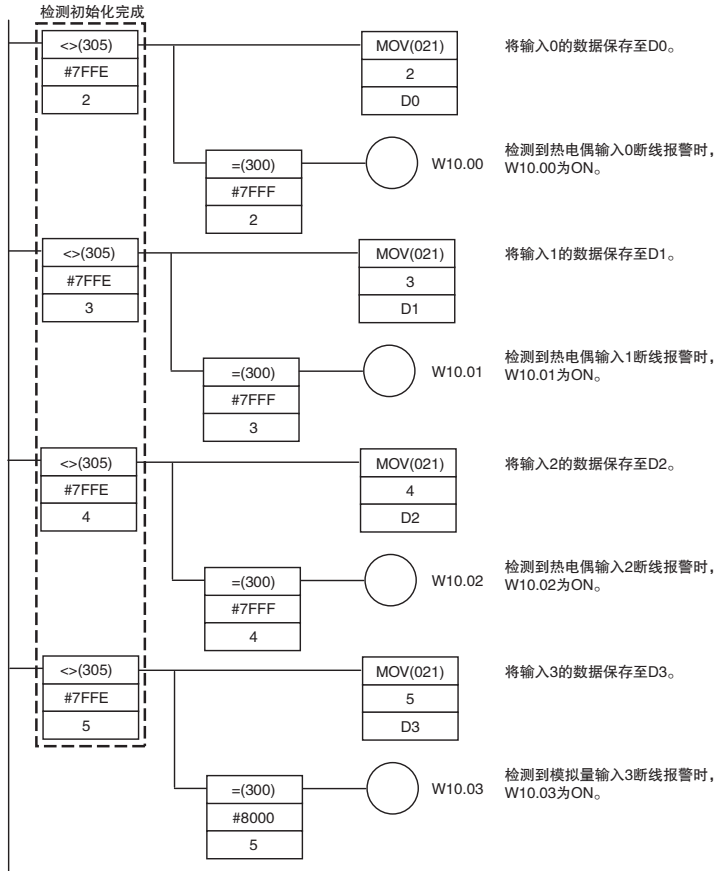 检测初始化完成
<>(305)
#7FFE
2
MOV(021)
2
D0
将输入0的数据保存至D0。
=(300)
#7FFF
2
W10.00
检测到热电偶输入0断线报警时，
W10.00为ON。
<>(305)
#7FFE
3
MOV(021)
3
D1
将输入1的数据保存至D1。
=(300)
#7FFF
3
W10.01
检测到热电偶输入1断线报警时，
W10.01为ON。
<>(305)
#7FFE
4
MOV(021)
4
D2
将输入2的数据保存至D2。
=(300)
#7FFF
4
W10.02
检测到热电偶输入2断线报警时，
W10.02为ON。
<>(305)
#7FFE
5
MOV(021)
5
D3
将输入3的数据保存至D3。
=(300)
#8000
5
W10.03
检测到模拟量输入3断线报警时，
W10.03为ON。